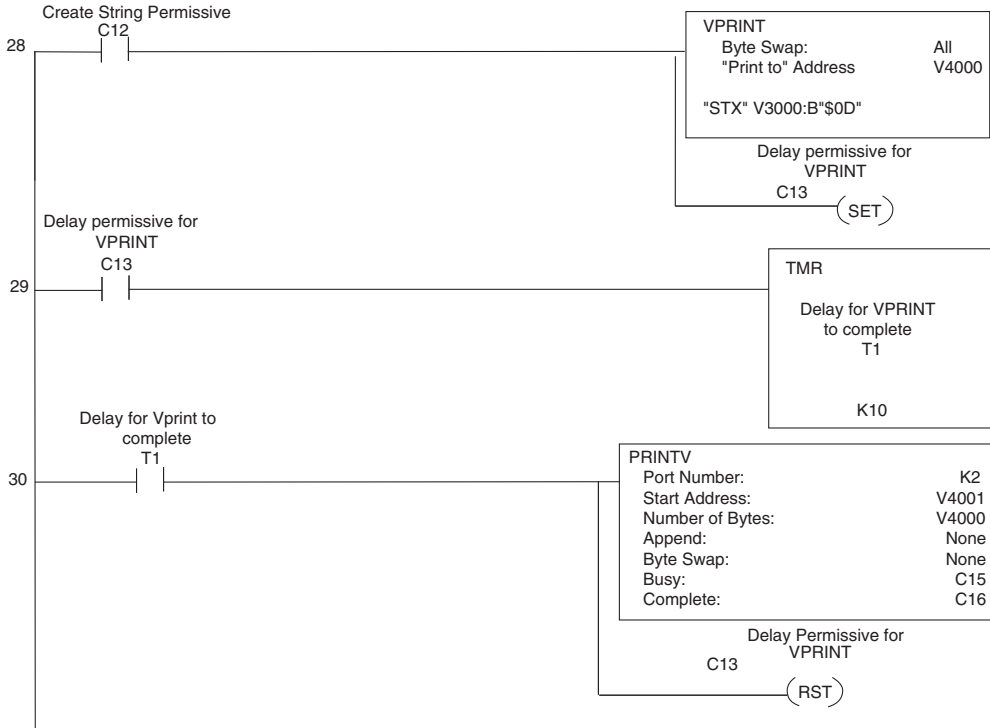 Create String Permissive
C12
28
VPRINT
Byte Swap: All
"Print to" Address V4000
"STX" V3000:B"$0D"
Delay permissive for
VPRINT
C13
SET
Delay permissive for
VPRINT
C13
29
TMR
Delay for VPRINT
to complete
T1
K10
Delay for Vprint to
complete
T1
30
PRINTV
Port Number: K2
Start Address: V4001
Number of Bytes: V4000
Append: None
Byte Swap: None
Busy: C15
Complete: C16
Delay Permissive for
VPRINT
C13
RST